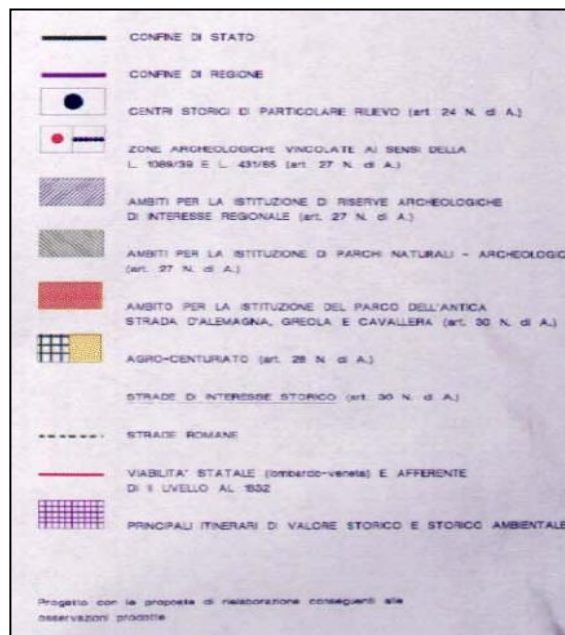 CONFINE DI STATO
CONFINE DI REGIONE
CENTRI STORICI DI PARTICOLARE RILIEVO (art. 24 N. di A.)
ZONE ARCHEOLOGICHE VINCOLATE AI SENSI DELLA
L. 1089/39 E L. 431/85 (art. 27 N. di A.)
AMBITI PER LA ISTITUZIONE DI RISERVE ARCHEOLOGICHE
DI INTERESSE REGIONALE (art. 27 N. di A.)
AMBITI PER LA ISTITUZIONE DI PARCHI NATURALI - ARCHEOLOGIC
(art. 27 N. di A.)
AMBITO PER LA ISTITUZIONE DEL PARCO DELL'ANTICA
STRADA D'ALEMAGNA, GREOLA E CAVALLERA (art. 30 N. di A.)
AGRO-CENTURIATO (art. 28 N. di A.)
STRADE DI INTERESSE STORICO (art. 30 N. di A.)
STRADE ROMANE
VIABILITA' STATALE (lombardo-veneta) E AFFERENTE
DI II LIVELLO AL 1832
PRINCIPALI ITINERARI DI VALORE STORICO E STORICO AMBIENTALE
Progetto con le proposte di rielaborazione conseguenti alle
osservazioni prodotte